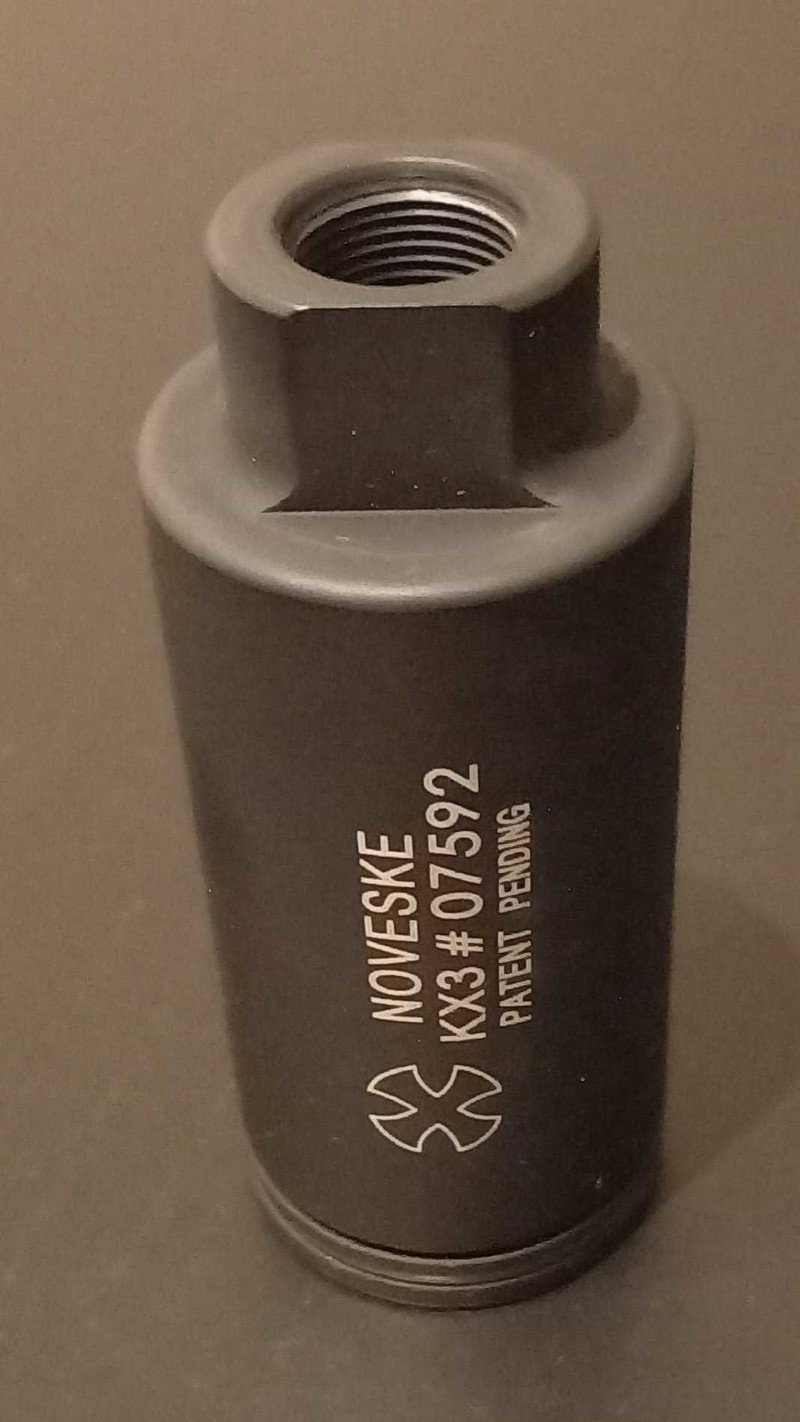 NOVESKE
KX3#07592
PATENT PENDING